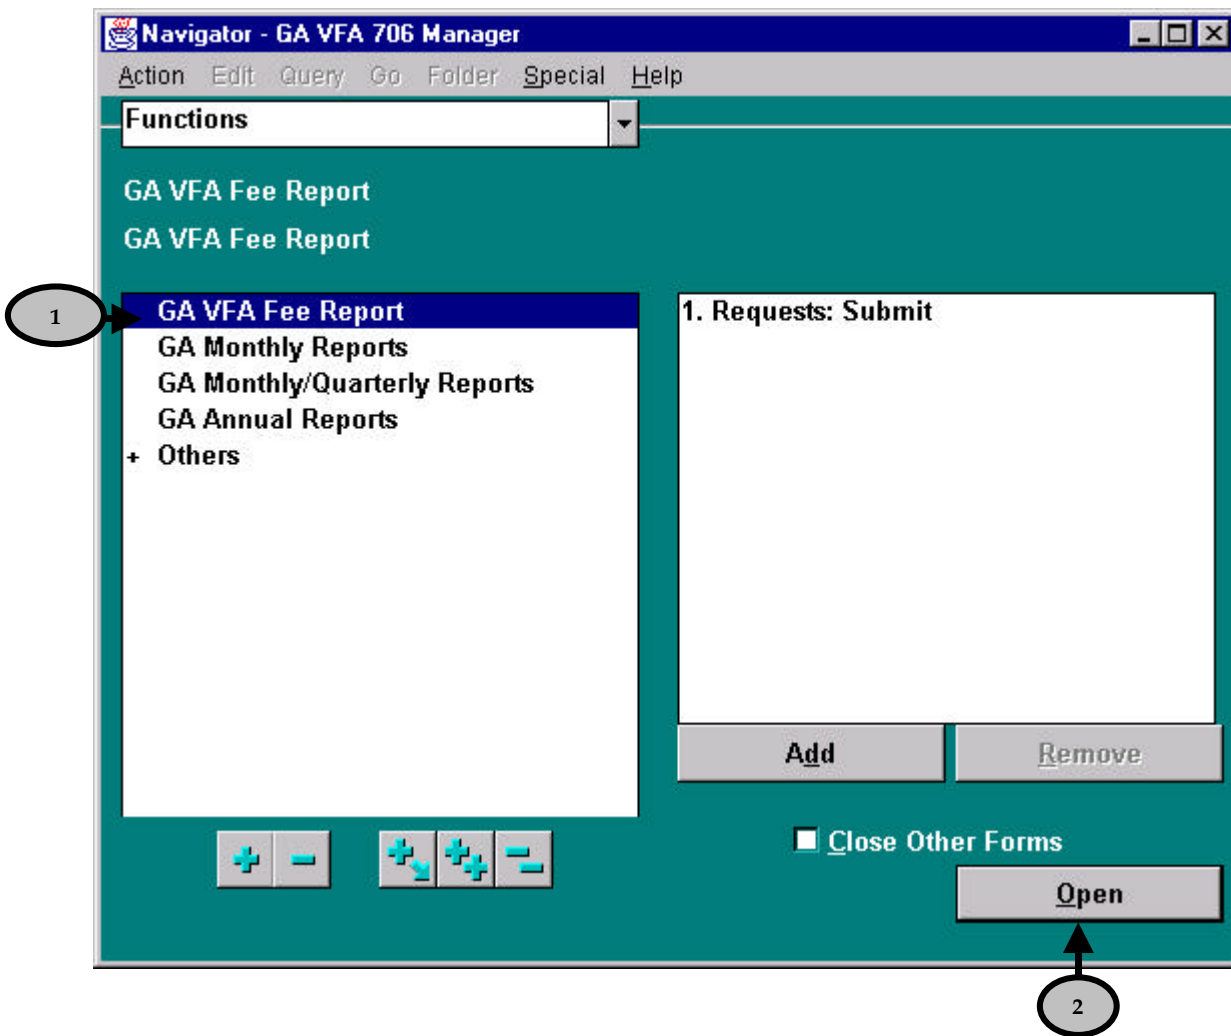 Navigator - GA VFA 706 Manager
Action Edit Query Go Folder Special Help
Functions
GA VFA Fee Report
GA VFA Fee Report
1
GA VFA Fee Report
GA Monthly Reports
GA Monthly/Quarterly Reports
GA Annual Reports
+ Others
1. Requests: Submit
Add Remove
Close Other Forms
Open
2